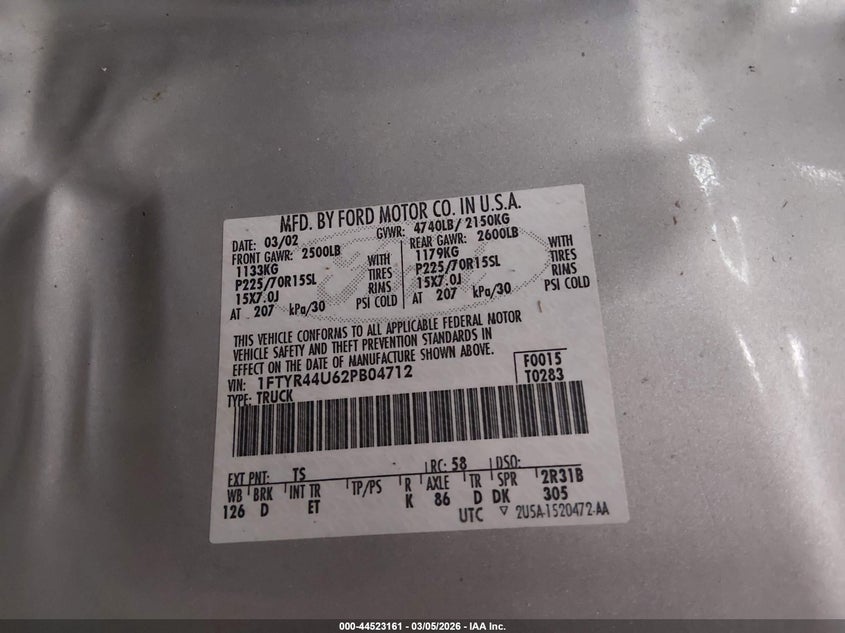 MFD. BY FORD MOTOR CO. IN U.S.A.
DATE: 03/02 GVWR: 4740LB/ 2150KG
FRONT GAWR: 2500LB REAR GAWR: 2600LB
1133KG WITH 1179KG WITH
P225/70R15SL TIRES P225/70R15SL TIRES
15X7.0J RIMS 15X7.0J RIMS
AT 207 kPa/30 PSI COLD AT 207 kPa/30 PSI COLD
THIS VEHICLE CONFORMS TO ALL APPLICABLE FEDERAL MOTOR
VEHICLE SAFETY AND THEFT PREVENTION STANDARDS IN
EFFECT ON THE DATE OF MANUFACTURE SHOWN ABOVE.
VIN: 1FTYR44U62PB04712 F0015
TYPE: TRUCK T0283
EXT PNT: TS RC: 58 DSO:
WB BRK INT TR TP/PS R AXLE TR SPR 2R31B
126 D ET K 86 D DK 305
UTC ▽ 2U5A-1520472-AA
000-44523161 - 03/05/2026 - IAA Inc.